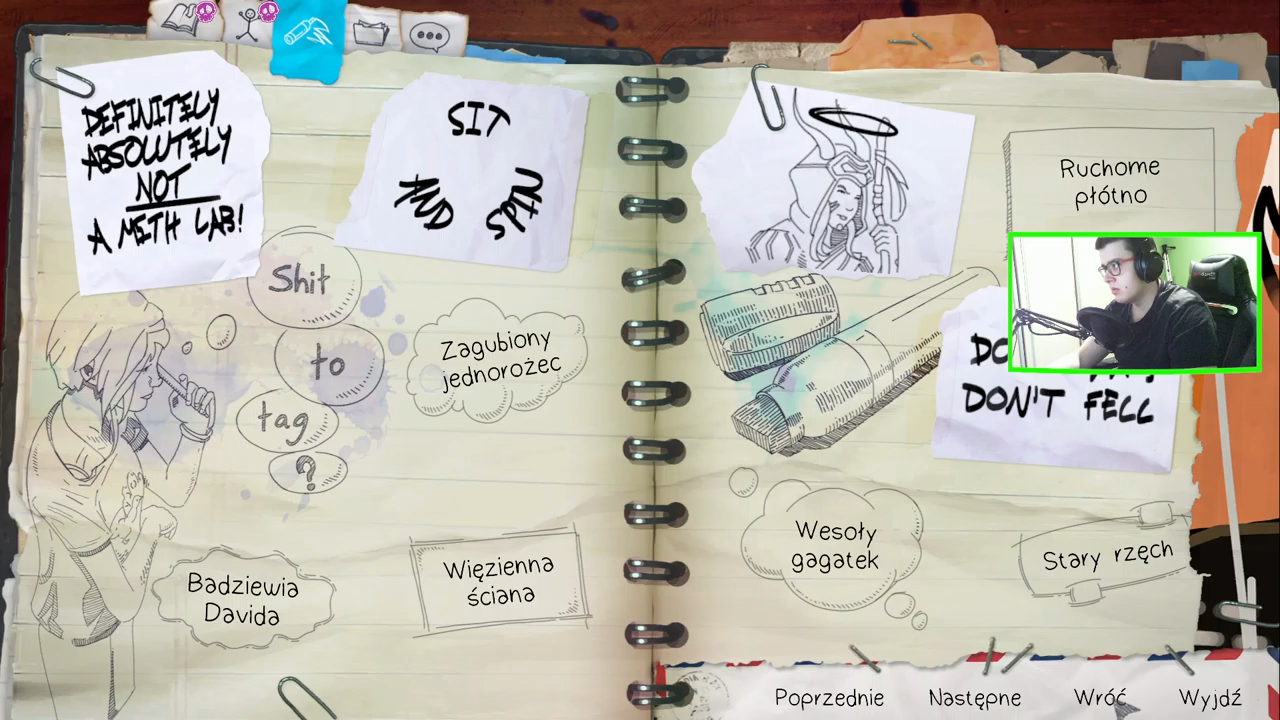 DEFINITELY
ABSOLUTELY
NOT
A METH LAB!
SIT
AND SPIN
Shit
to
tag
?
Zagubiony
jednorożec
Badziewia
Davida
Więzienna
ściana
Ruchome
płótno
DON'T FELL
Wesoły
gagatek
Stary rzęch
Poprzednie Następne Wróć Wyjdź